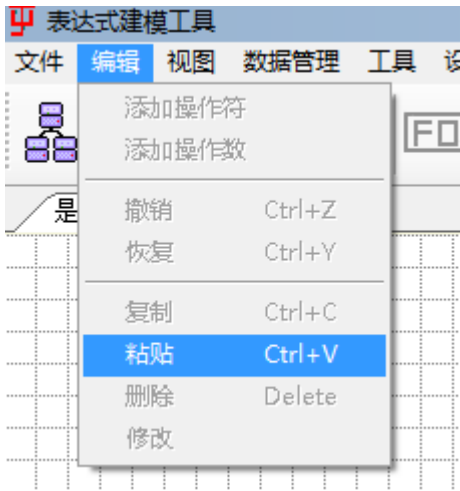 表达式建模工具
文件 编辑 视图 数据管理 工具
添加操作符
添加操作数
FO
是
撤销 Ctrl+Z
恢复 Ctrl+Y
复制 Ctrl+C
粘贴 Ctrl+V
删除 Delete
修改